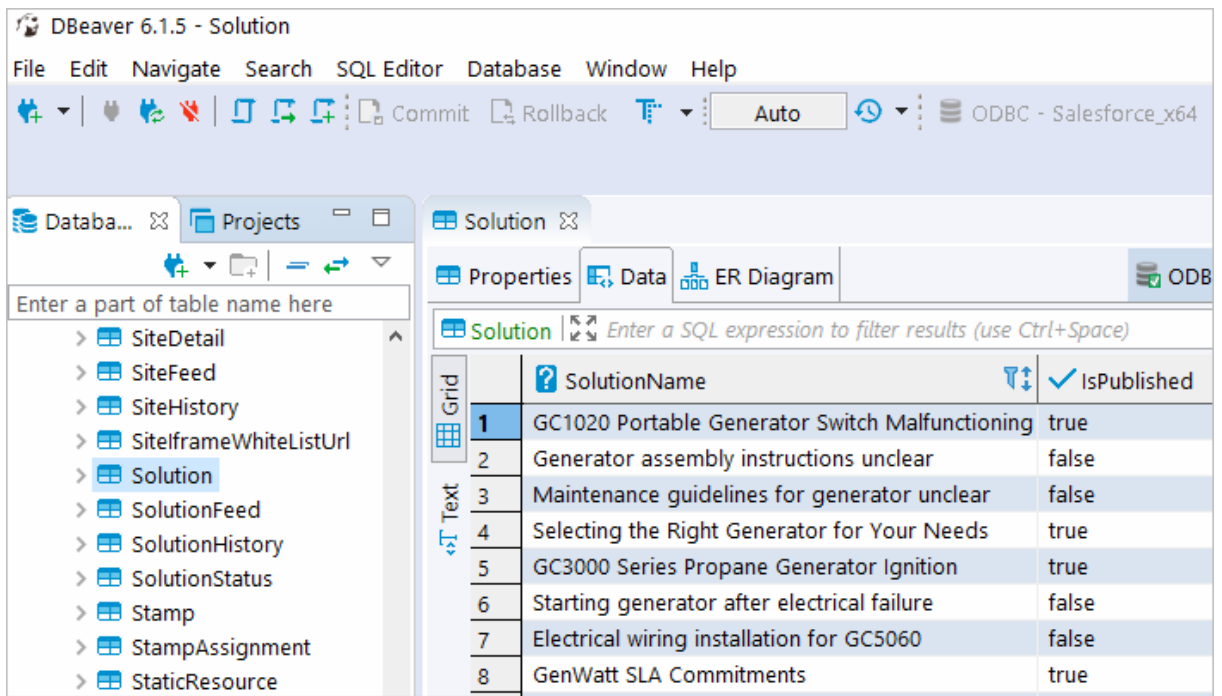 DBeaver 6.1.5 - Solution
File Edit Navigate Search SQL Editor Database Window Help
Commit Rollback Auto ODBC - Salesforce_x64
Databa... Projects
Enter a part of table name here
SiteDetail
SiteFeed
SiteHistory
SiteIframeWhiteListUrl
Solution
SolutionFeed
SolutionHistory
SolutionStatus
Stamp
StampAssignment
StaticResource
Solution
Properties Data ER Diagram ODB
Solution Enter a SQL expression to filter results (use Ctrl+Space)
Grid
Text
SolutionName IsPublished
1 GC1020 Portable Generator Switch Malfunctioning true
2 Generator assembly instructions unclear false
3 Maintenance guidelines for generator unclear false
4 Selecting the Right Generator for Your Needs true
5 GC3000 Series Propane Generator Ignition true
6 Starting generator after electrical failure false
7 Electrical wiring installation for GC5060 false
8 GenWatt SLA Commitments true